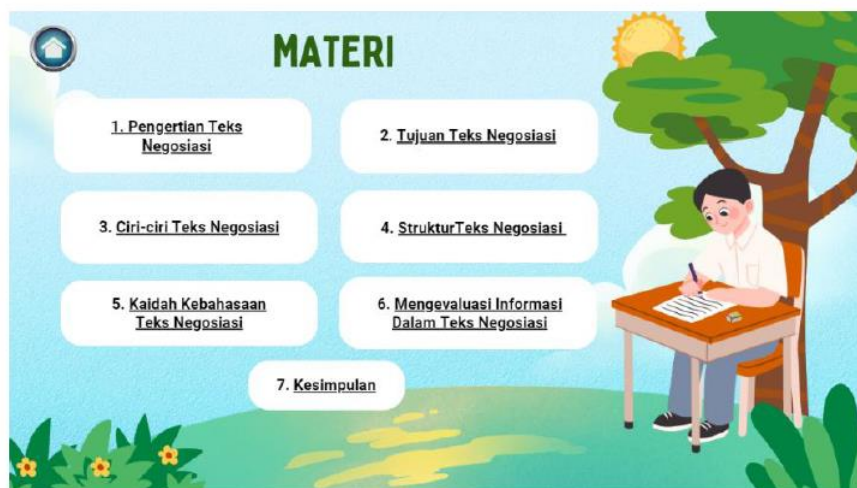 MATERI
1. Pengertian Teks
Negosiasi
2. Tujuan Teks Negosiasi
3. Ciri-ciri Teks Negosiasi
4. StrukturTeks Negosiasi
5. Kaidah Kebahasaan
Teks Negosiasi
6. Mengevaluasi Informasi
Dalam Teks Negosiasi
7. Kesimpulan